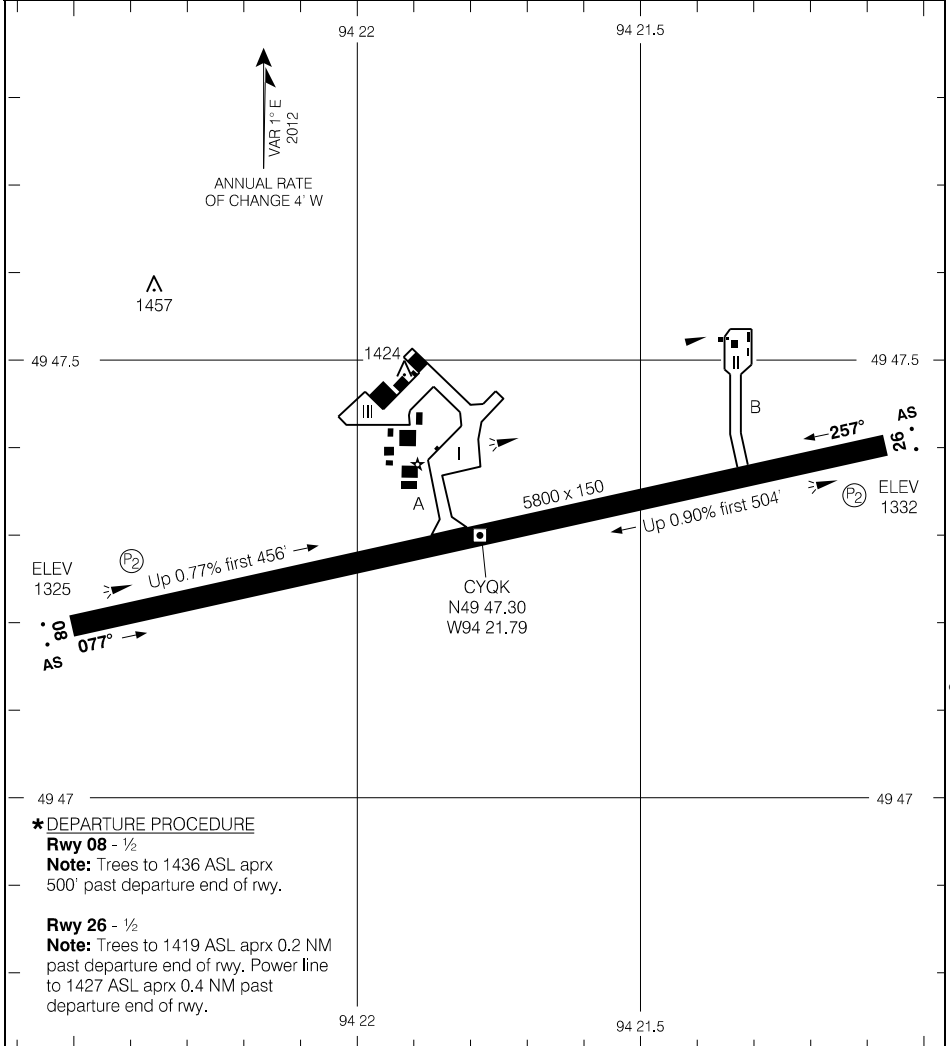 94 22
94 21.5
VAR 1° E
2012
ANNUAL RATE
OF CHANGE 4' W
1457
1424
49 47.5
49 47.5
III
II
I
B
A
AS
26
257°
5800 x 150
Up 0.90% first 504'
P2
ELEV
1332
P2
Up 0.77% first 456'
ELEV
1325
08
077°
AS
CYQK
N49 47.30
W94 21.79
49 47
49 47
*DEPARTURE PROCEDURE
Rwy 08 - ½
Note: Trees to 1436 ASL aprx
500' past departure end of rwy.
Rwy 26 - ½
Note: Trees to 1419 ASL aprx 0.2 NM
past departure end of rwy. Power line
to 1427 ASL aprx 0.4 NM past
departure end of rwy.
94 22
94 21.5